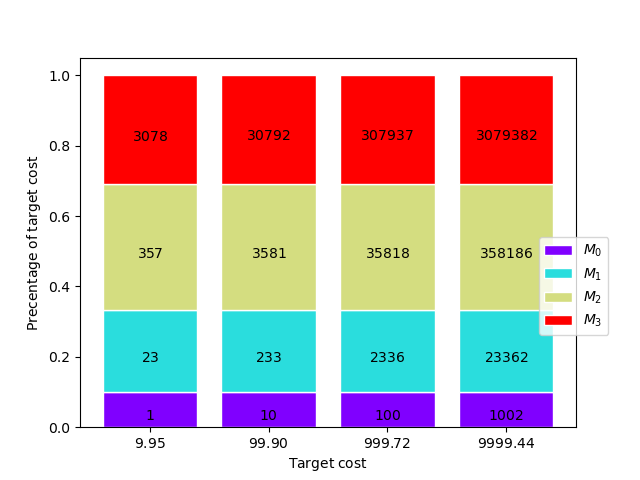 1.0
0.8
0.6
0.4
0.2
0.0
Precentage of target cost
3078 30792 307937 3079382
357 3581 35818 358186
23 233 2336 23362
1 10 100 1002
M₀
M₁
M₂
M₃
9.95 99.90 999.72 9999.44
Target cost